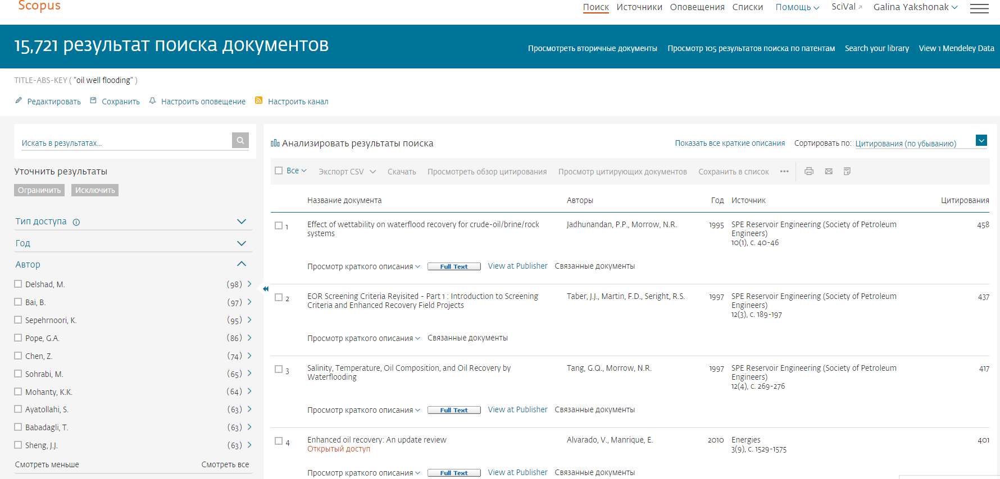 Scopus
Поиск Источники Оповещения Списки Помощь SciVal Galina Yakshonak
15,721 результат поиска документов
Просмотреть вторичные документы Просмотр 105 результатов поиска по патентам Search your library View 1 Mendeley Data
TITLE-ABS-KEY ( "oil well flooding" )
Редактировать Сохранить Настроить оповещение Настроить канал
Искать в результатах...
Уточнить результаты
Ограничить Исключить
Тип доступа
Год
Автор
Delshad, M. (98)
Bai, B. (97)
Sepehrnoori, K. (95)
Pope, G.A. (86)
Chen, Z. (74)
Sohrabi, M. (65)
Mohanty, K.K. (64)
Ayatollahi, S. (63)
Babadagli, T. (63)
Sheng, J.J. (63)
Смотреть меньше Смотреть все
Анализировать результаты поиска Показать все краткие описания Сортировать по: Цитирования (по убыванию)
Все Экспорт CSV Скачать Просмотреть обзор цитирования Просмотр цитирующих документов Сохранить в список •••
Название документа Авторы Год Источник Цитирования
1 Effect of wettability on waterflood recovery for crude-oil/brine/rock Jadhunandan, P.P., Morrow, N.R. 1995 SPE Reservoir Engineering (Society of Petroleum 458
systems Engineers)
10(1), с. 40-46
Просмотр краткого описания Full Text View at Publisher Связанные документы
2 EOR Screening Criteria Reyisited - Part 1 : Introduction to Screening Taber, J.J., Martin, F.D., Seright, R.S. 1997 SPE Reservoir Engineering (Society of Petroleum 437
Criteria and Enhanced Recovery Field Projects Engineers)
12(3), с. 189-197
Просмотр краткого описания Связанные документы
3 Salinity, Temperature, Oil Composition, and Oil Recovery by Tang, G.Q., Morrow, N.R. 1997 SPE Reservoir Engineering (Society of Petroleum 417
Waterflooding Engineers)
12(4), с. 269-276
Просмотр краткого описания Full Text View at Publisher Связанные документы
4 Enhanced oil recovery: An update review Alvarado, V., Manrique, E. 2010 Energies 401
Открытый доступ 3(9), с. 1529-1575
Просмотр краткого описания Full Text View at Publisher Связанные документы